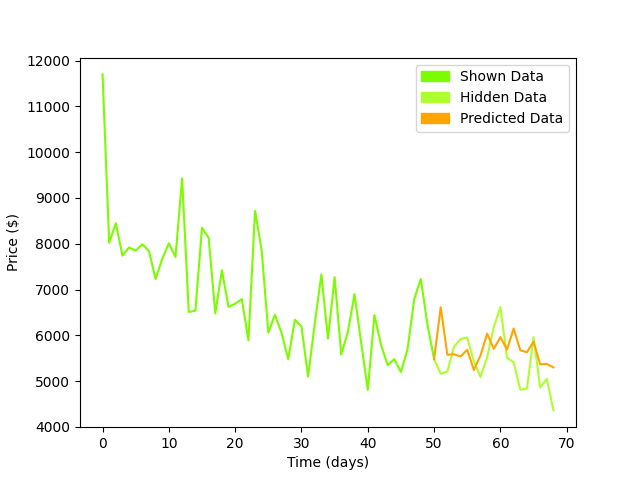 12000
11000
10000
9000
8000
7000
6000
5000
4000
Price ($)
0 10 20 30 40 50 60 70
Time (days)
Shown Data
Hidden Data
Predicted Data